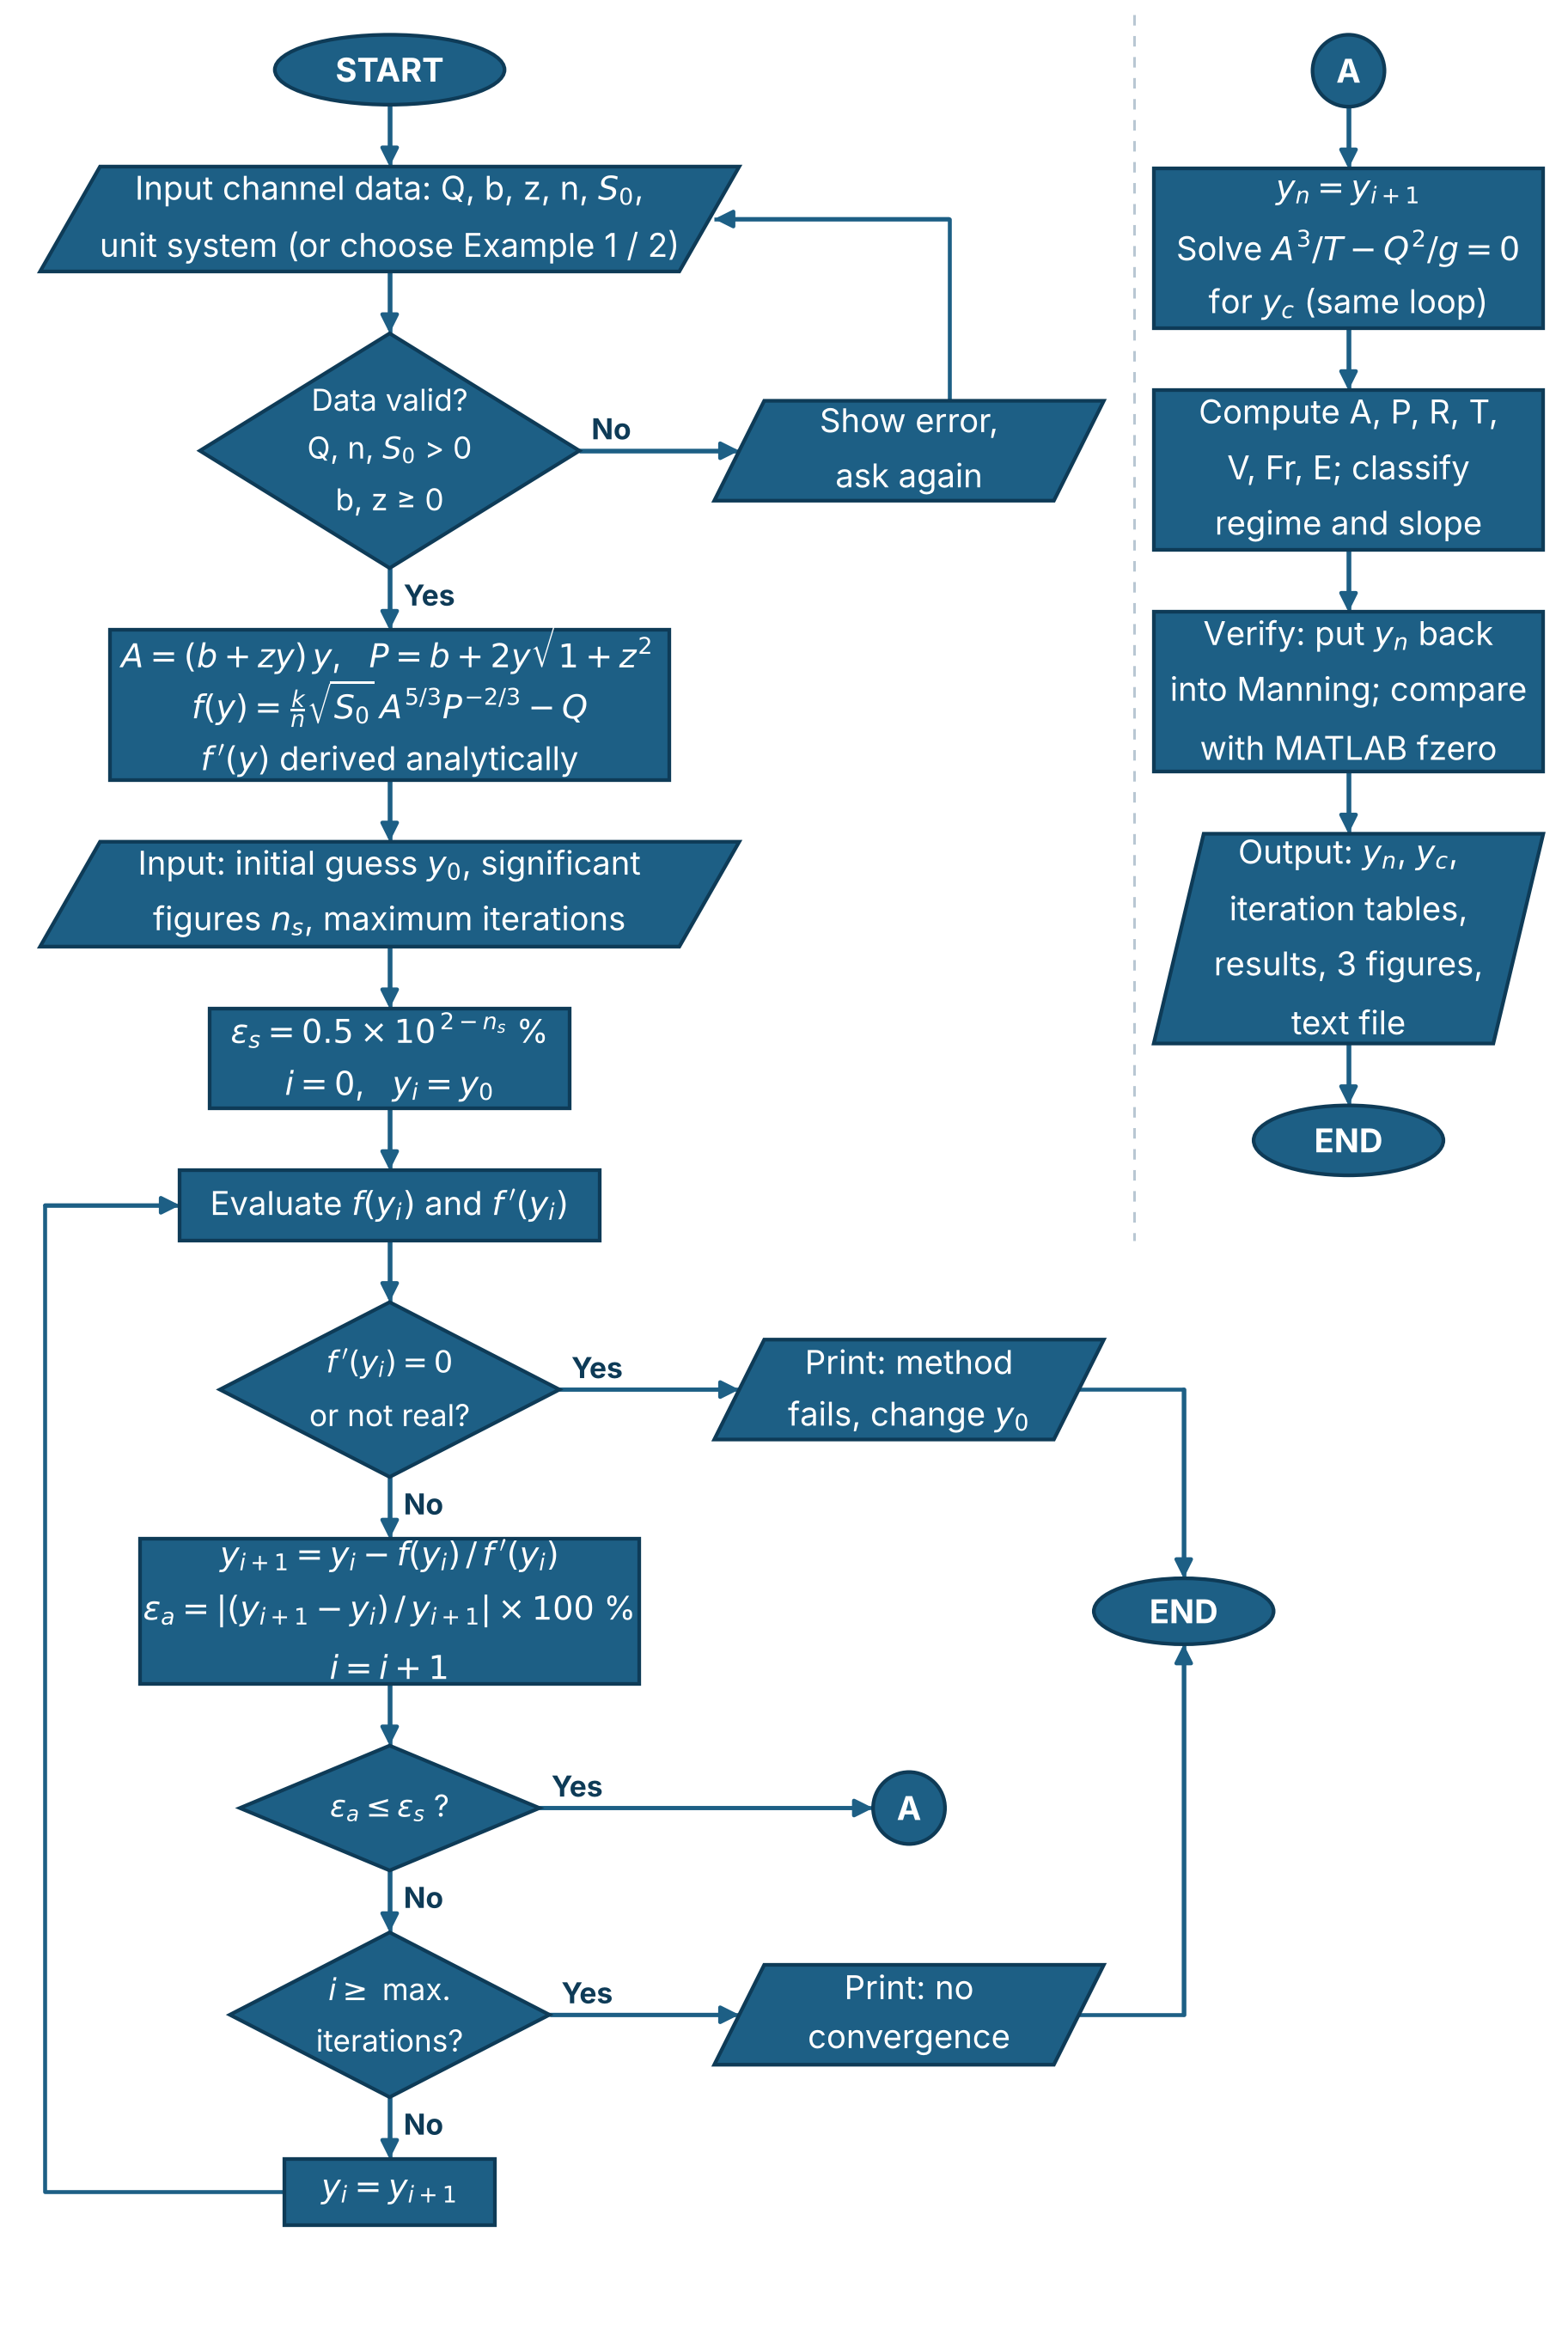 START
Input channel data: Q, b, z, n, S₀,
unit system (or choose Example 1 / 2)
Data valid?
Q, n, S₀ > 0
b, z ≥ 0
No
Show error,
ask again
Yes
A = (b + zy) y, P = b + 2y√1 + z²
f(y) = k/n √S₀ A^5/3 P^−2/3 − Q
f′(y) derived analytically
Input: initial guess y₀, significant
figures nₛ, maximum iterations
εₛ = 0.5 × 10^2−nₛ %
i = 0, yᵢ = y₀
Evaluate f(yᵢ) and f′(yᵢ)
f′(yᵢ) = 0
or not real?
Yes
Print: method
fails, change y₀
No
yᵢ₊₁ = yᵢ − f(yᵢ) / f′(yᵢ)
εₐ = |(yᵢ₊₁ − yᵢ) / yᵢ₊₁| × 100 %
i = i + 1
END
εₐ ≤ εₛ ?
Yes
A
No
i ≥ max.
iterations?
Yes
Print: no
convergence
No
yᵢ = yᵢ₊₁
A
yₙ = yᵢ₊₁
Solve A³/T − Q²/g = 0
for y_c (same loop)
Compute A, P, R, T,
V, Fr, E; classify
regime and slope
Verify: put yₙ back
into Manning; compare
with MATLAB fzero
Output: yₙ, y_c,
iteration tables,
results, 3 figures,
text file
END